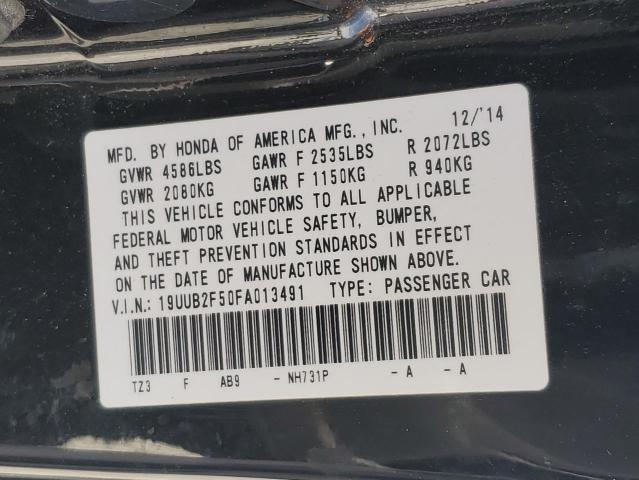 MFD. BY HONDA OF AMERICA MFG., INC. 12/'14
GVWR 4586LBS GAWR F 2535LBS R 2072LBS
GVWR 2080KG GAWR F 1150KG R 940KG
THIS VEHICLE CONFORMS TO ALL APPLICABLE
FEDERAL MOTOR VEHICLE SAFETY, BUMPER,
AND THEFT PREVENTION STANDARDS IN EFFECT
ON THE DATE OF MANUFACTURE SHOWN ABOVE.
V.I.N.: 19UUB2F50FA013491 TYPE: PASSENGER CAR
TZ3 F AB9 - NH731P - A - A